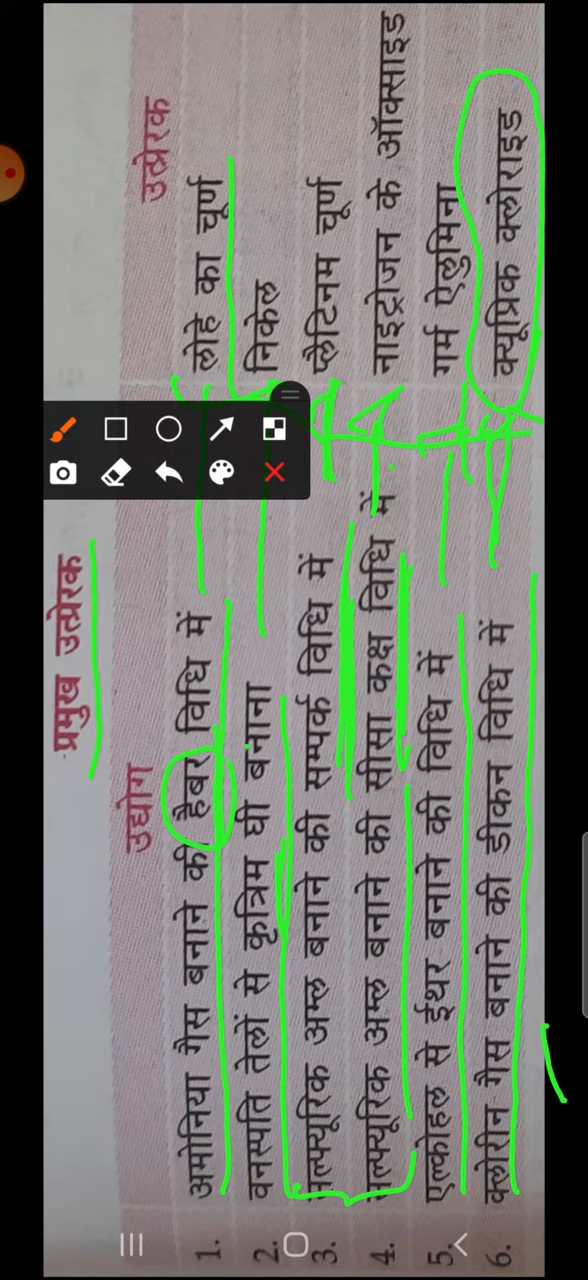 प्रमुख उत्प्रेरक
उद्योग उत्प्रेरक
1. अमोनिया गैस बनाने की हैबर विधि में लोहे का चूर्ण
2. वनस्पति तेलों से कृत्रिम घी बनाना निकेल
3. सल्फ्यूरिक अम्ल बनाने की सम्पर्क विधि में प्लैटिनम चूर्ण
4. सल्फ्यूरिक अम्ल बनाने की सीसा कक्ष विधि में नाइट्रोजन के ऑक्साइड
5. एल्कोहल से ईथर बनाने की विधि में गर्म ऐलुमिना
6. क्लोरीन गैस बनाने की डीकन विधि में क्यूप्रिक क्लोराइड